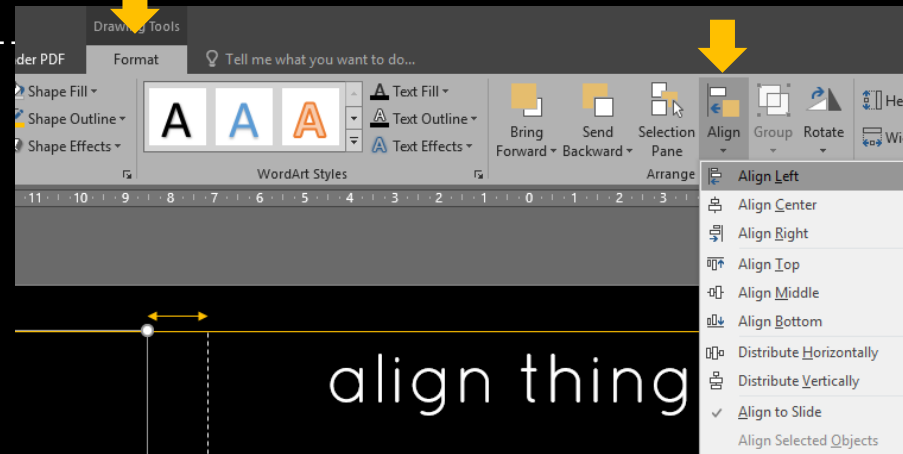 Drawing Tools
der PDF Format Tell me what you want to do...
Shape Fill
Shape Outline
Shape Effects
A A A
WordArt Styles
A Text Fill
A Text Outline
A Text Effects
Bring Forward
Send Backward
Selection Pane
Align
Group
Rotate
He
Wi
Arrange
11 10 9 8 7 6 5 4 3 2 1 0 1 2 3
Align Left
Align Center
Align Right
Align Top
Align Middle
Align Bottom
Distribute Horizontally
Distribute Vertically
Align to Slide
Align Selected Objects
align thing